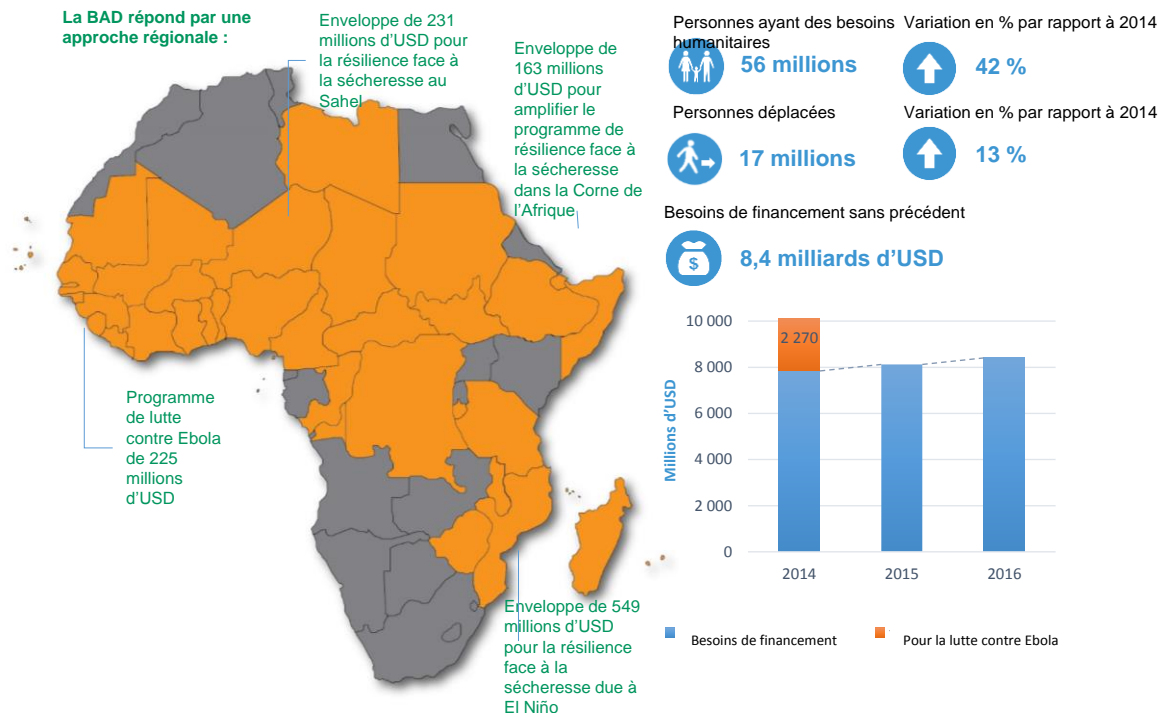 La BAD répond par une
approche régionale :
Enveloppe de 231
millions d’USD pour
la résilience face à
la sécheresse au
Sahel
Enveloppe de
163 millions
d’USD pour
amplifier le
programme de
résilience face à
la sécheresse
dans la Corne de
l’Afrique
Programme
de lutte
contre Ebola
de 225
millions
d’USD
Enveloppe de 549
millions d’USD
pour la résilience
face à la
sécheresse due à
El Niño
Personnes ayant des besoins
humanitaires
56 millions
Variation en % par rapport à 2014
42 %
Personnes déplacées
17 millions
Variation en % par rapport à 2014
13 %
Besoins de financement sans précédent
$
8,4 milliards d’USD
Millions d’USD
10 000
8 000
6 000
4 000
2 000
0
2 270
2014
2015
2016
Besoins de financement
Pour la lutte contre Ebola